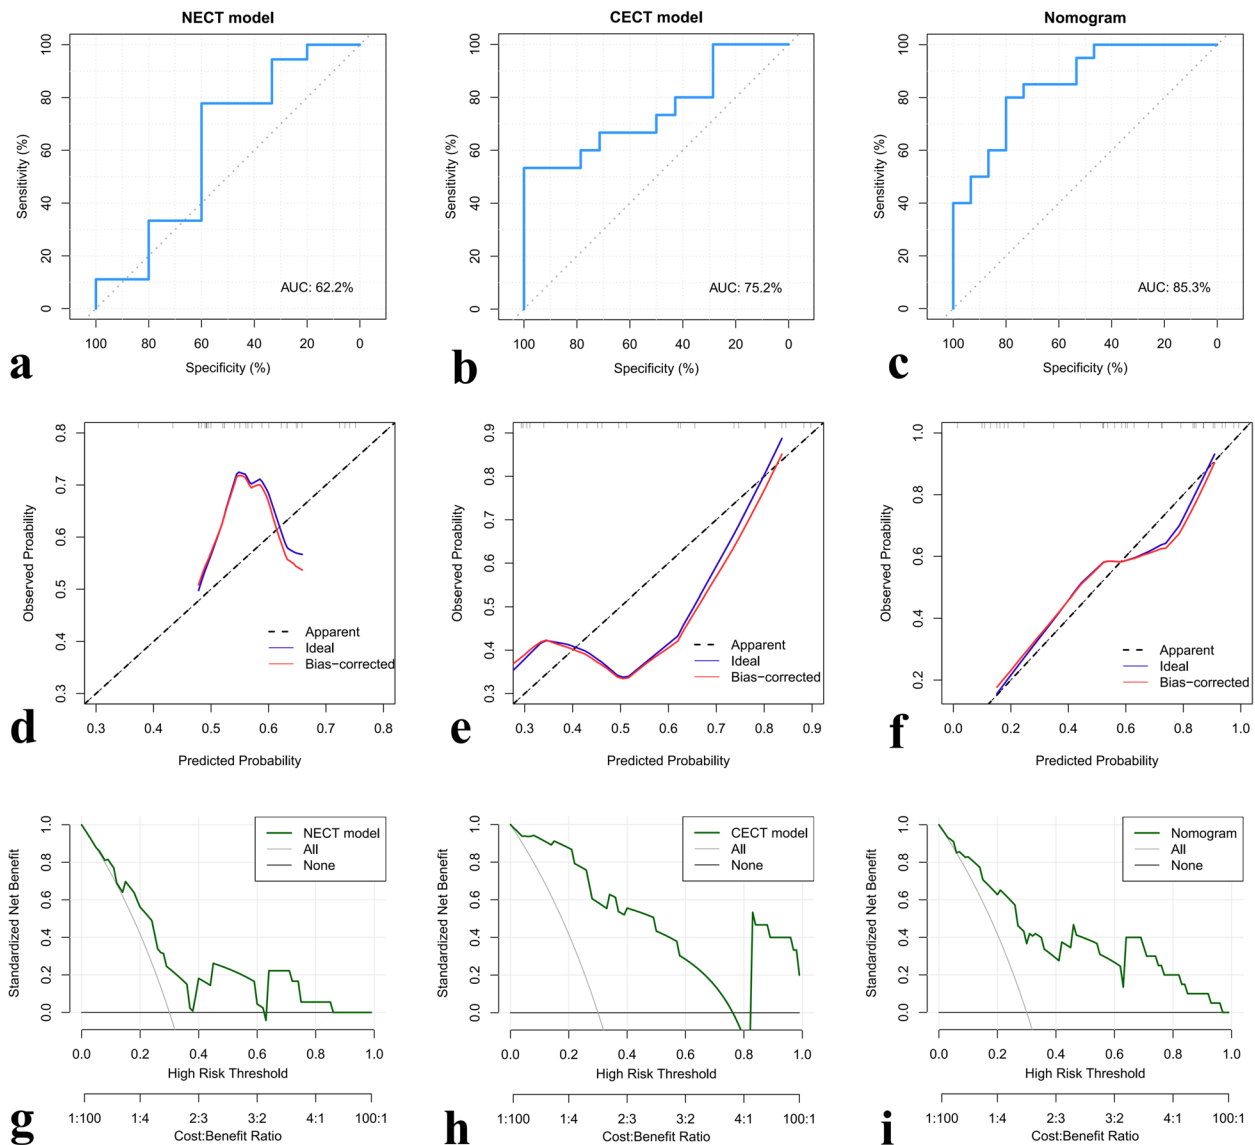 NECT model
CECT model
Nomogram
Sensitivity (%)
100
80
60
40
20
0
AUC: 62.2%
100 80 60 40 20 0
Specificity (%)
a
Sensitivity (%)
100
80
60
40
20
0
AUC: 75.2%
100 80 60 40 20 0
Specificity (%)
b
Sensitivity (%)
100
80
60
40
20
0
AUC: 85.3%
100 80 60 40 20 0
Specificity (%)
c
Observed Proability
0.8
0.7
0.6
0.5
0.4
0.3
Apparent
Ideal
Bias-corrected
0.3 0.4 0.5 0.6 0.7 0.8
Predicted Probability
d
Observed Proability
0.9
0.8
0.7
0.6
0.5
0.4
0.3
Apparent
Ideal
Bias-corrected
0.3 0.4 0.5 0.6 0.7 0.8 0.9
Predicted Probability
e
Observed Proability
1.0
0.8
0.6
0.4
0.2
Apparent
Ideal
Bias-corrected
0.0 0.2 0.4 0.6 0.8 1.0
Predicted Probability
f
Standardized Net Benefit
1.0
0.8
0.6
0.4
0.2
0.0
NECT model
All
None
0.0 0.2 0.4 0.6 0.8 1.0
High Risk Threshold
1:100 1:4 2:3 3:2 4:1 100:1
Cost:Benefit Ratio
g
Standardized Net Benefit
1.0
0.8
0.6
0.4
0.2
0.0
CECT model
All
None
0.0 0.2 0.4 0.6 0.8 1.0
High Risk Threshold
1:100 1:4 2:3 3:2 4:1 100:1
Cost:Benefit Ratio
h
Standardized Net Benefit
1.0
0.8
0.6
0.4
0.2
0.0
Nomogram
All
None
0.0 0.2 0.4 0.6 0.8 1.0
High Risk Threshold
1:100 1:4 2:3 3:2 4:1 100:1
Cost:Benefit Ratio
i